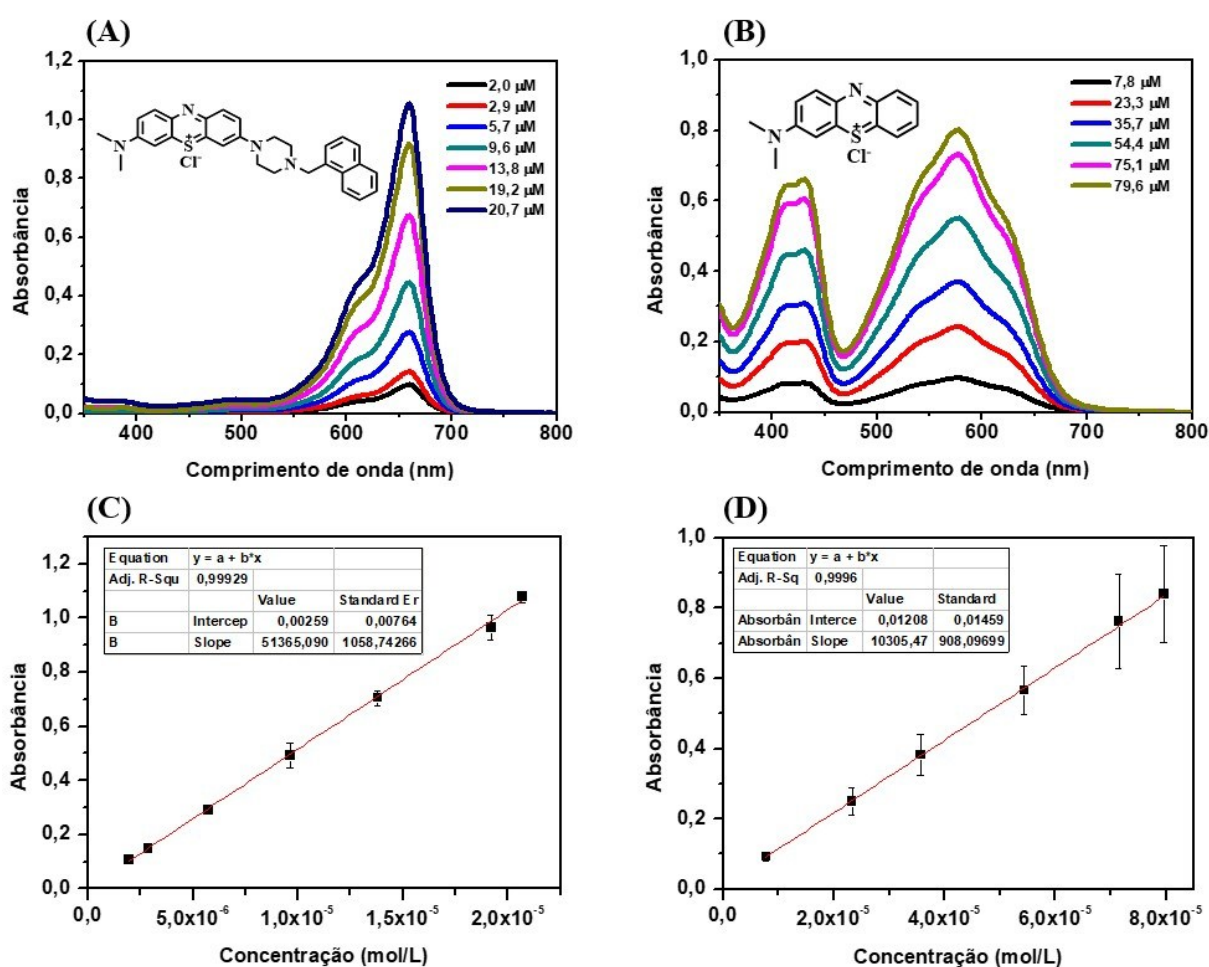 (A)
1,2
1,0
0,8
0,6
0,4
0,2
0,0
Absorbância
400 500 600 700 800
Comprimento de onda (nm)
N
N
S+
Cl-
N
N
2,0 µM
2,9 µM
5,7 µM
9,6 µM
13,8 µM
19,2 µM
20,7 µM
(B)
1,0
0,8
0,6
0,4
0,2
0,0
Absorbância
400 500 600 700 800
Comprimento de onda (nm)
N
N
S+
Cl-
7,8 µM
23,3 µM
35,7 µM
54,4 µM
75,1 µM
79,6 µM
(C)
1,2
1,0
0,8
0,6
0,4
0,2
0,0
Absorbância
0,0 5,0x10-6 1,0x10-5 1,5x10-5 2,0x10-5
Concentração (mol/L)
Equation y = a + b*x
Adj. R-Squ 0,99929
Value Standard Er
B Intercep 0,00259 0,00764
B Slope 51365,090 1058,74266
(D)
1,0
0,8
0,6
0,4
0,2
0,0
Absorbância
0,0 2,0x10-5 4,0x10-5 6,0x10-5 8,0x10-5
Concentração (mol/L)
Equation y = a + b*x
Adj. R-Sq 0,9996
Value Standard
Absorbân Interce 0,01208 0,01459
Absorbân Slope 10305,47 908,09699